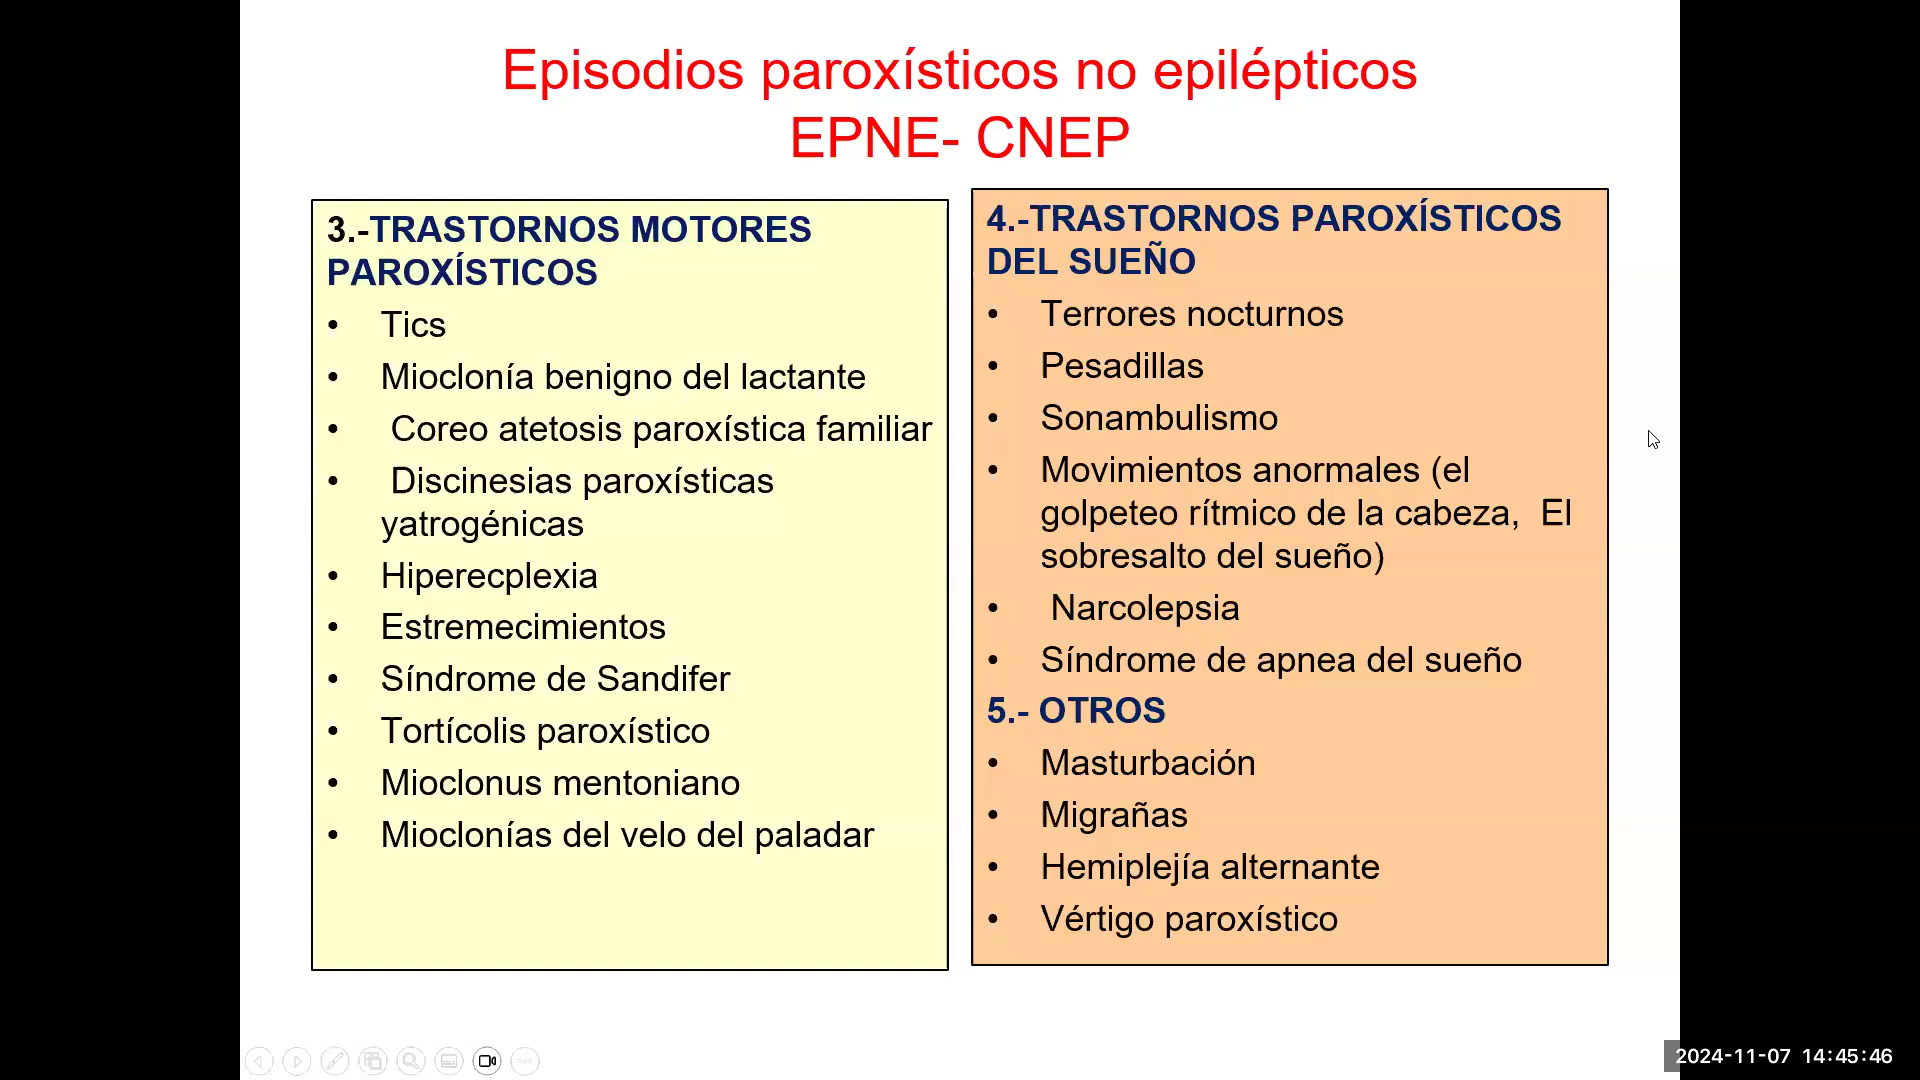 Episodios paroxísticos no epilépticos
EPNE- CNEP
3.-TRASTORNOS MOTORES
PAROXÍSTICOS
• Tics
• Mioclonía benigno del lactante
• Coreo atetosis paroxística familiar
• Discinesias paroxísticas
yatrogénicas
• Hiperecplexia
• Estremecimientos
• Síndrome de Sandifer
• Tortícolis paroxístico
• Mioclonus mentoniano
• Mioclonías del velo del paladar
4.-TRASTORNOS PAROXÍSTICOS
DEL SUEÑO
• Terrores nocturnos
• Pesadillas
• Sonambulismo
• Movimientos anormales (el
golpeteo rítmico de la cabeza, El
sobresalto del sueño)
• Narcolepsia
• Síndrome de apnea del sueño
5.- OTROS
• Masturbación
• Migrañas
• Hemiplejía alternante
• Vértigo paroxístico
2024-11-07 14:45:46